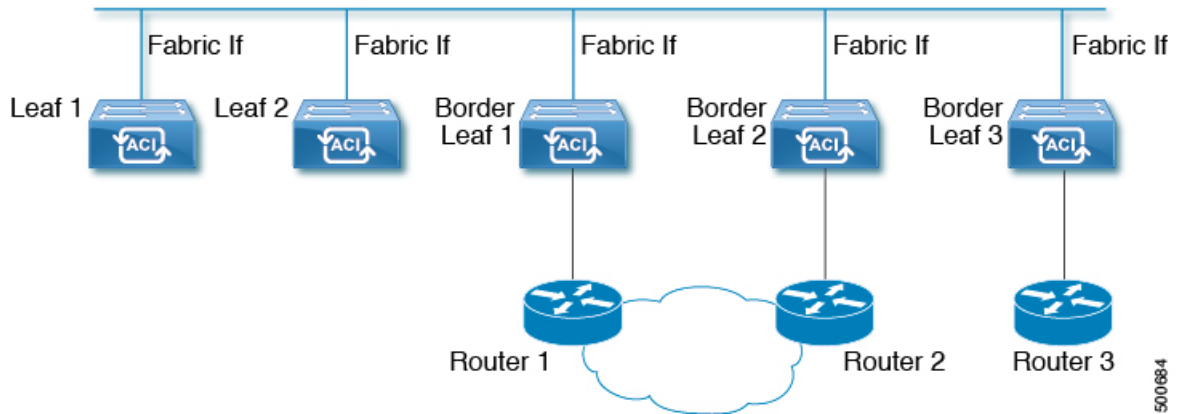 Fabric If
Fabric If
Fabric If
Fabric If
Fabric If
Leaf 1
Leaf 2
Border
Leaf 1
Border
Leaf 2
Border
Leaf 3
ACI
ACI
ACI
ACI
ACI
Router 1
Router 2
Router 3
500684